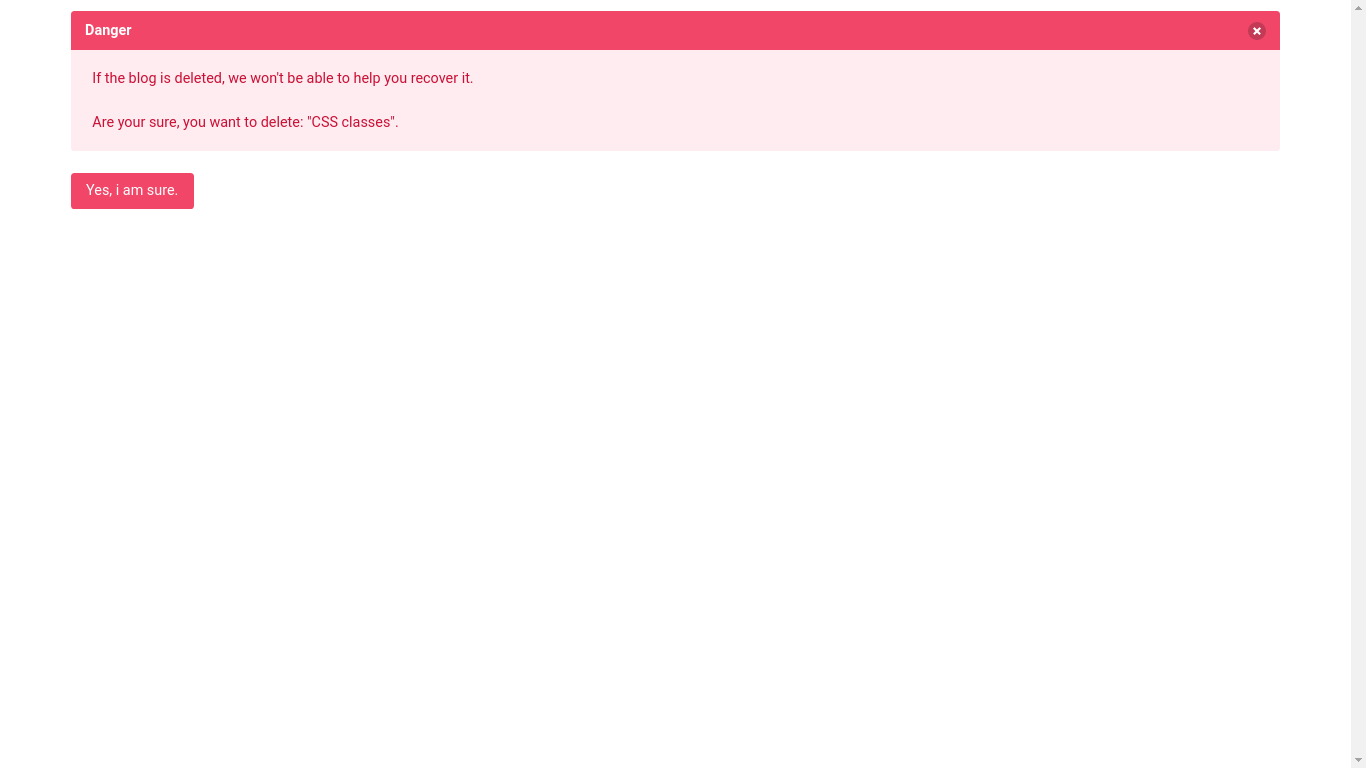 Danger
If the blog is deleted, we won't be able to help you recover it.
Are your sure, you want to delete: "CSS classes".
Yes, i am sure.